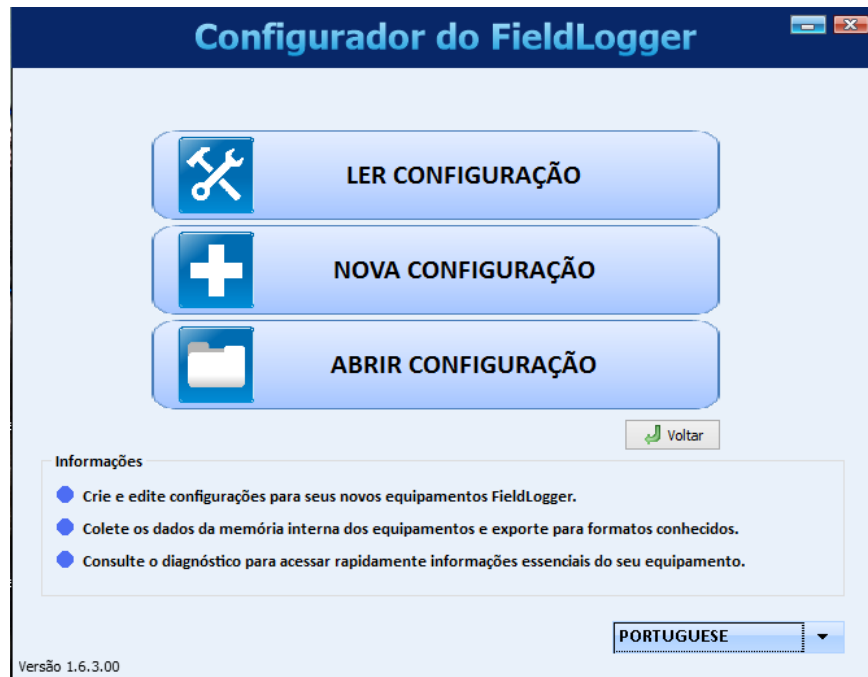 Configurador do FieldLogger
LER CONFIGURAÇÃO
NOVA CONFIGURAÇÃO
ABRIR CONFIGURAÇÃO
Voltar
Informações
Crie e edite configurações para seus novos equipamentos FieldLogger.
Colete os dados da memória interna dos equipamentos e exporte para formatos conhecidos.
Consulte o diagnóstico para acessar rapidamente informações essenciais do seu equipamento.
PORTUGUESE
Versão 1.6.3.00